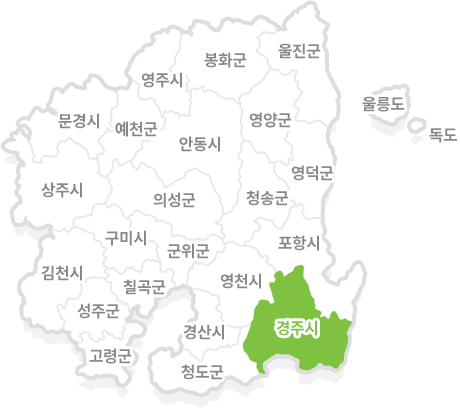 울진군
봉화군
영주시
울릉도
문경시
예천군
영양군
독도
안동시
영덕군
상주시
의성군
청송군
구미시
포항시
군위군
김천시
영천시
칠곡군
성주군
경주시
경산시
고령군
청도군